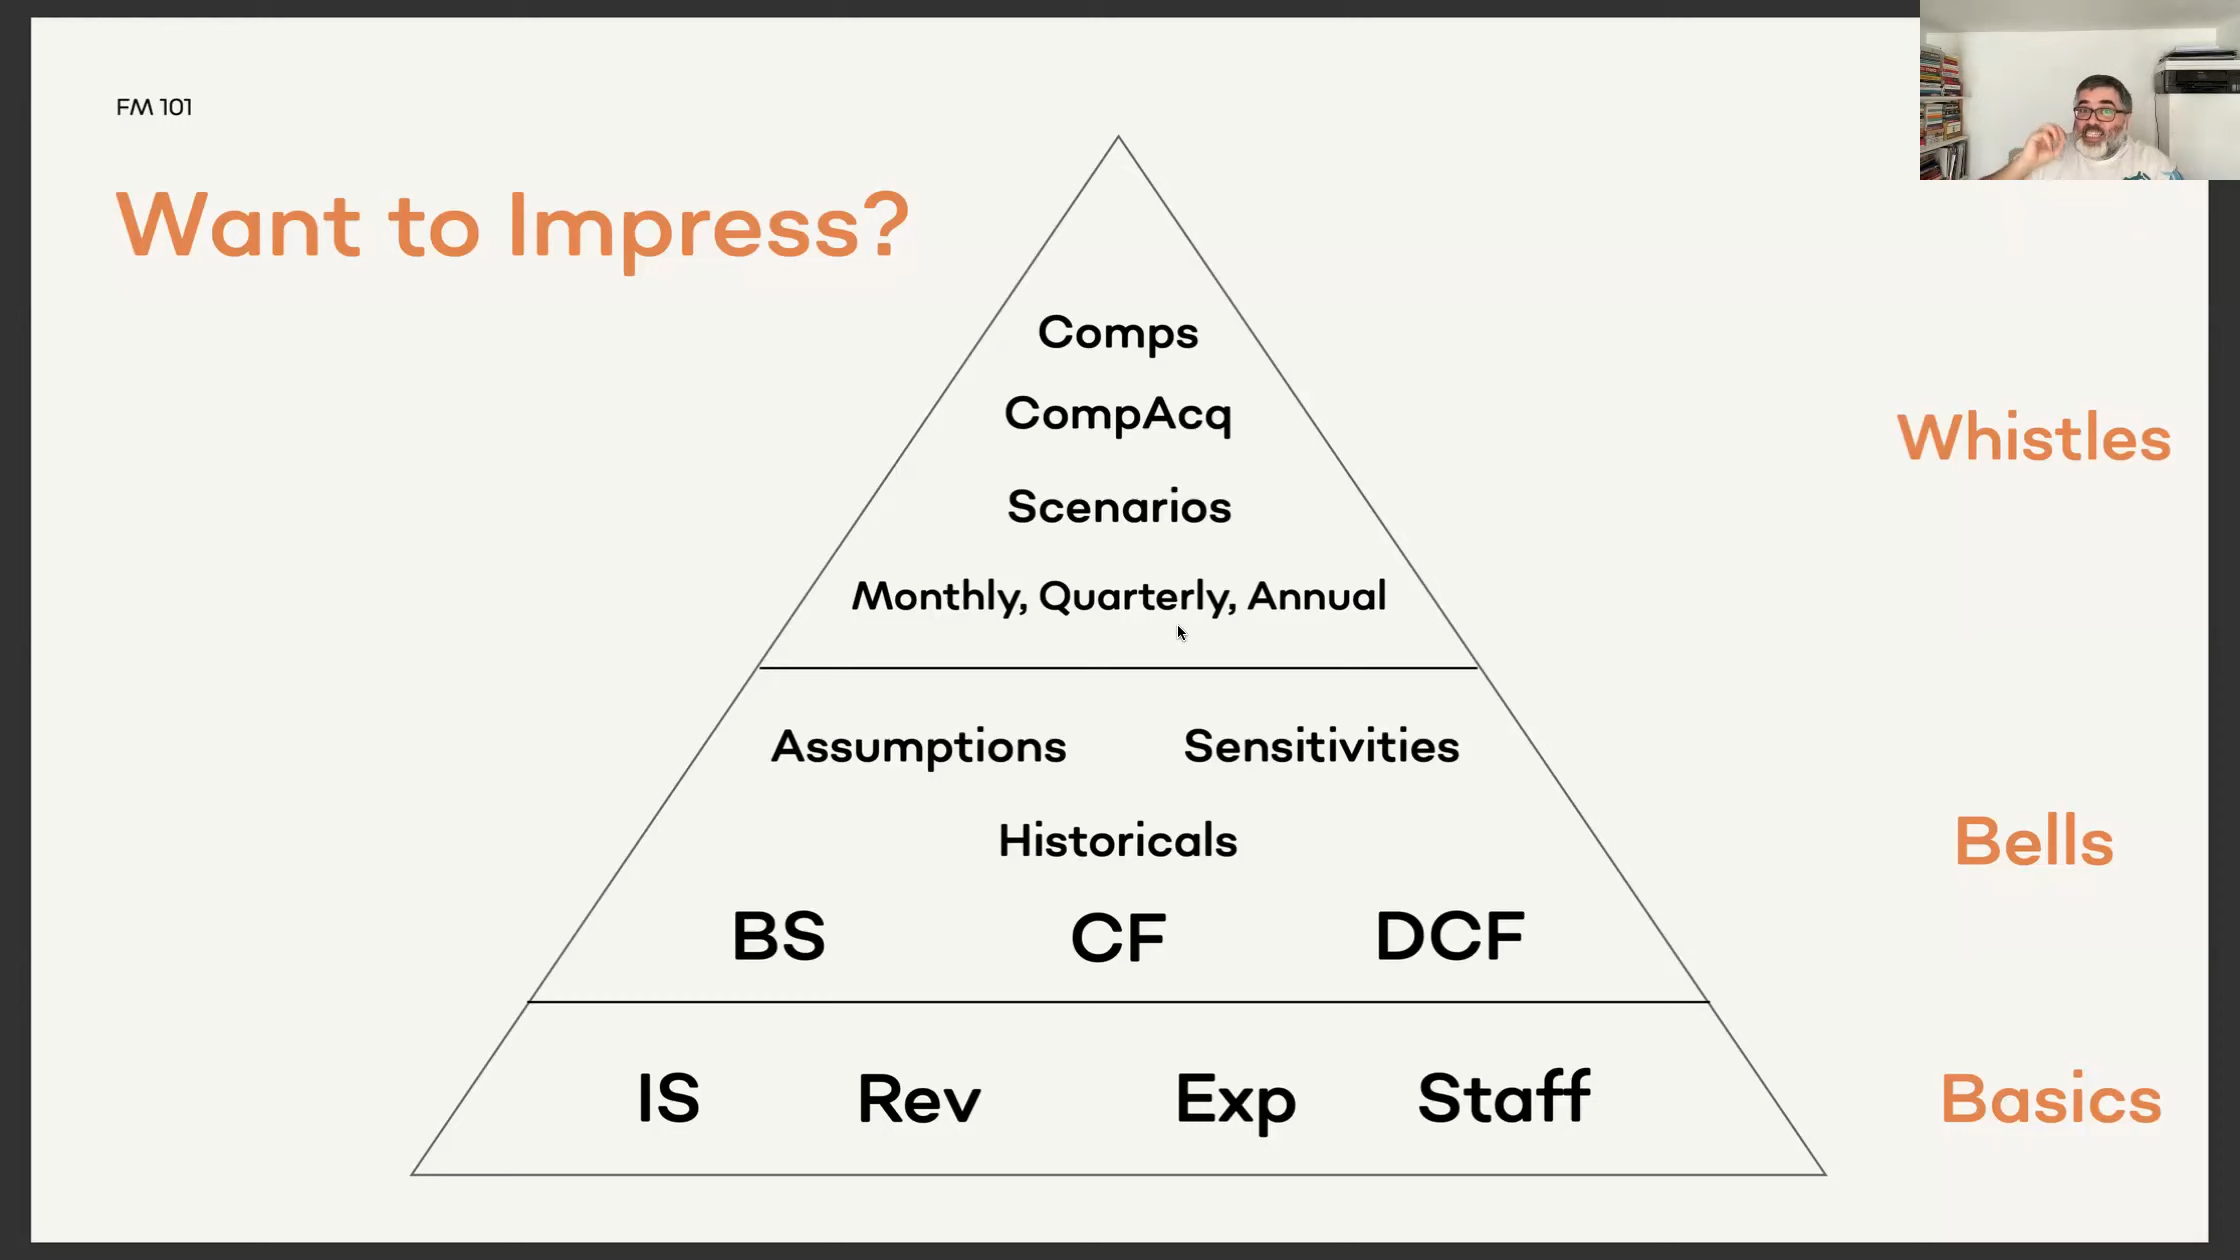 FM 101
Want to Impress?
Comps
CompAcq
Whistles
Scenarios
Monthly, Quarterly, Annual
Assumptions Sensitivities
Historicals
Bells
BS CF DCF
IS Rev Exp Staff
Basics